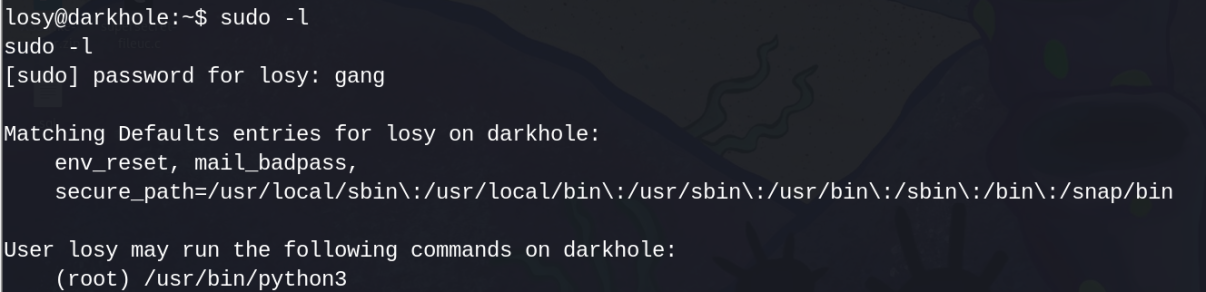 losy@darkhole:~$ sudo -l
sudo -l
[sudo] password for losy: gang
Matching Defaults entries for losy on darkhole:
    env_reset, mail_badpass,
    secure_path=/usr/local/sbin\:/usr/local/bin\:/usr/sbin\:/usr/bin\:/sbin\:/bin\:/snap/bin
User losy may run the following commands on darkhole:
    (root) /usr/bin/python3